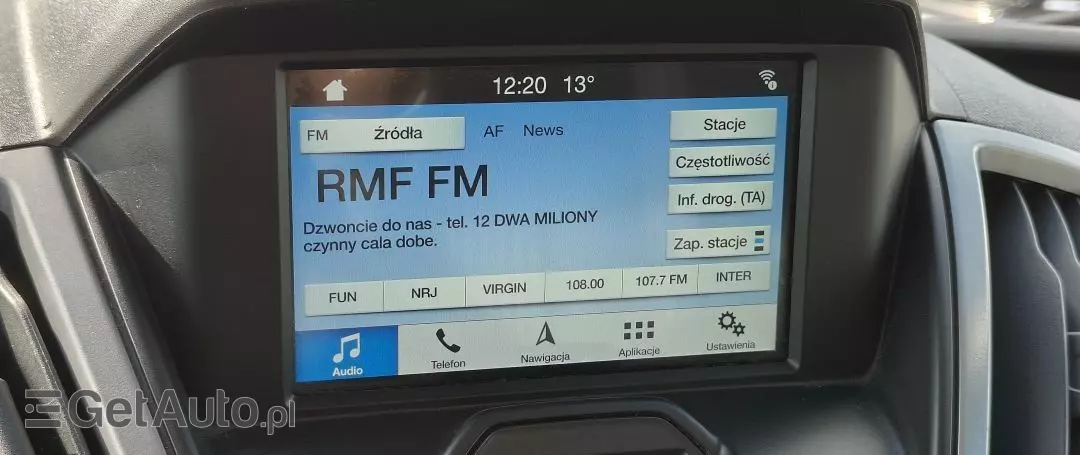 12:20 13°
FM źródła AF News
Stacje
Częstotliwość
RMF FM
Inf. drog. (TA)
Dzwoncie do nas - tel. 12 DWA MILIONY
czynny cala dobe.
Zap. stacje
FUN NRJ VIRGIN 108.00 107.7 FM INTER
Audio Telefon Nawigacja Aplikacje Ustawienia
GetAuto.pl